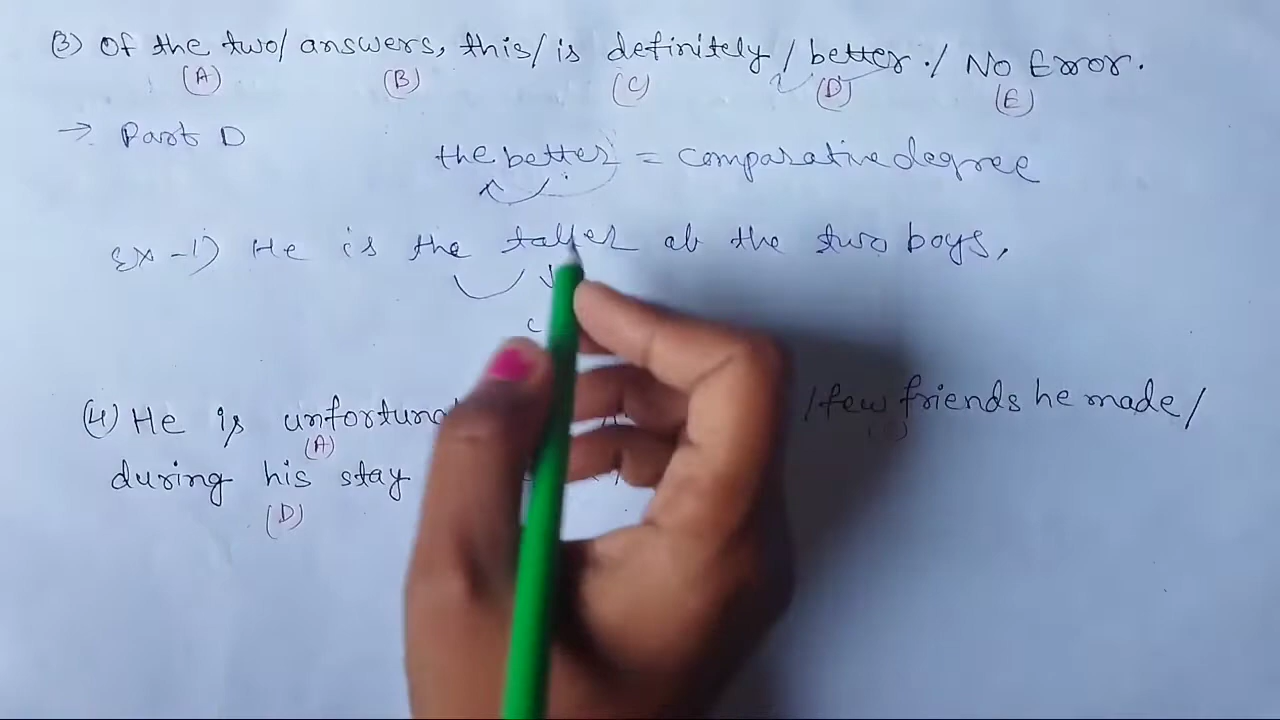 (3) Of the two/ answers, this/ is definitely / better ./ No Error.
(A) (B) (C) (D) (E)
→ Part D
the better = comparative degree
Ex -1) He is the taller of the two boys,
c
(4) He is /few friends he made/
(A)
during his stay
(D)